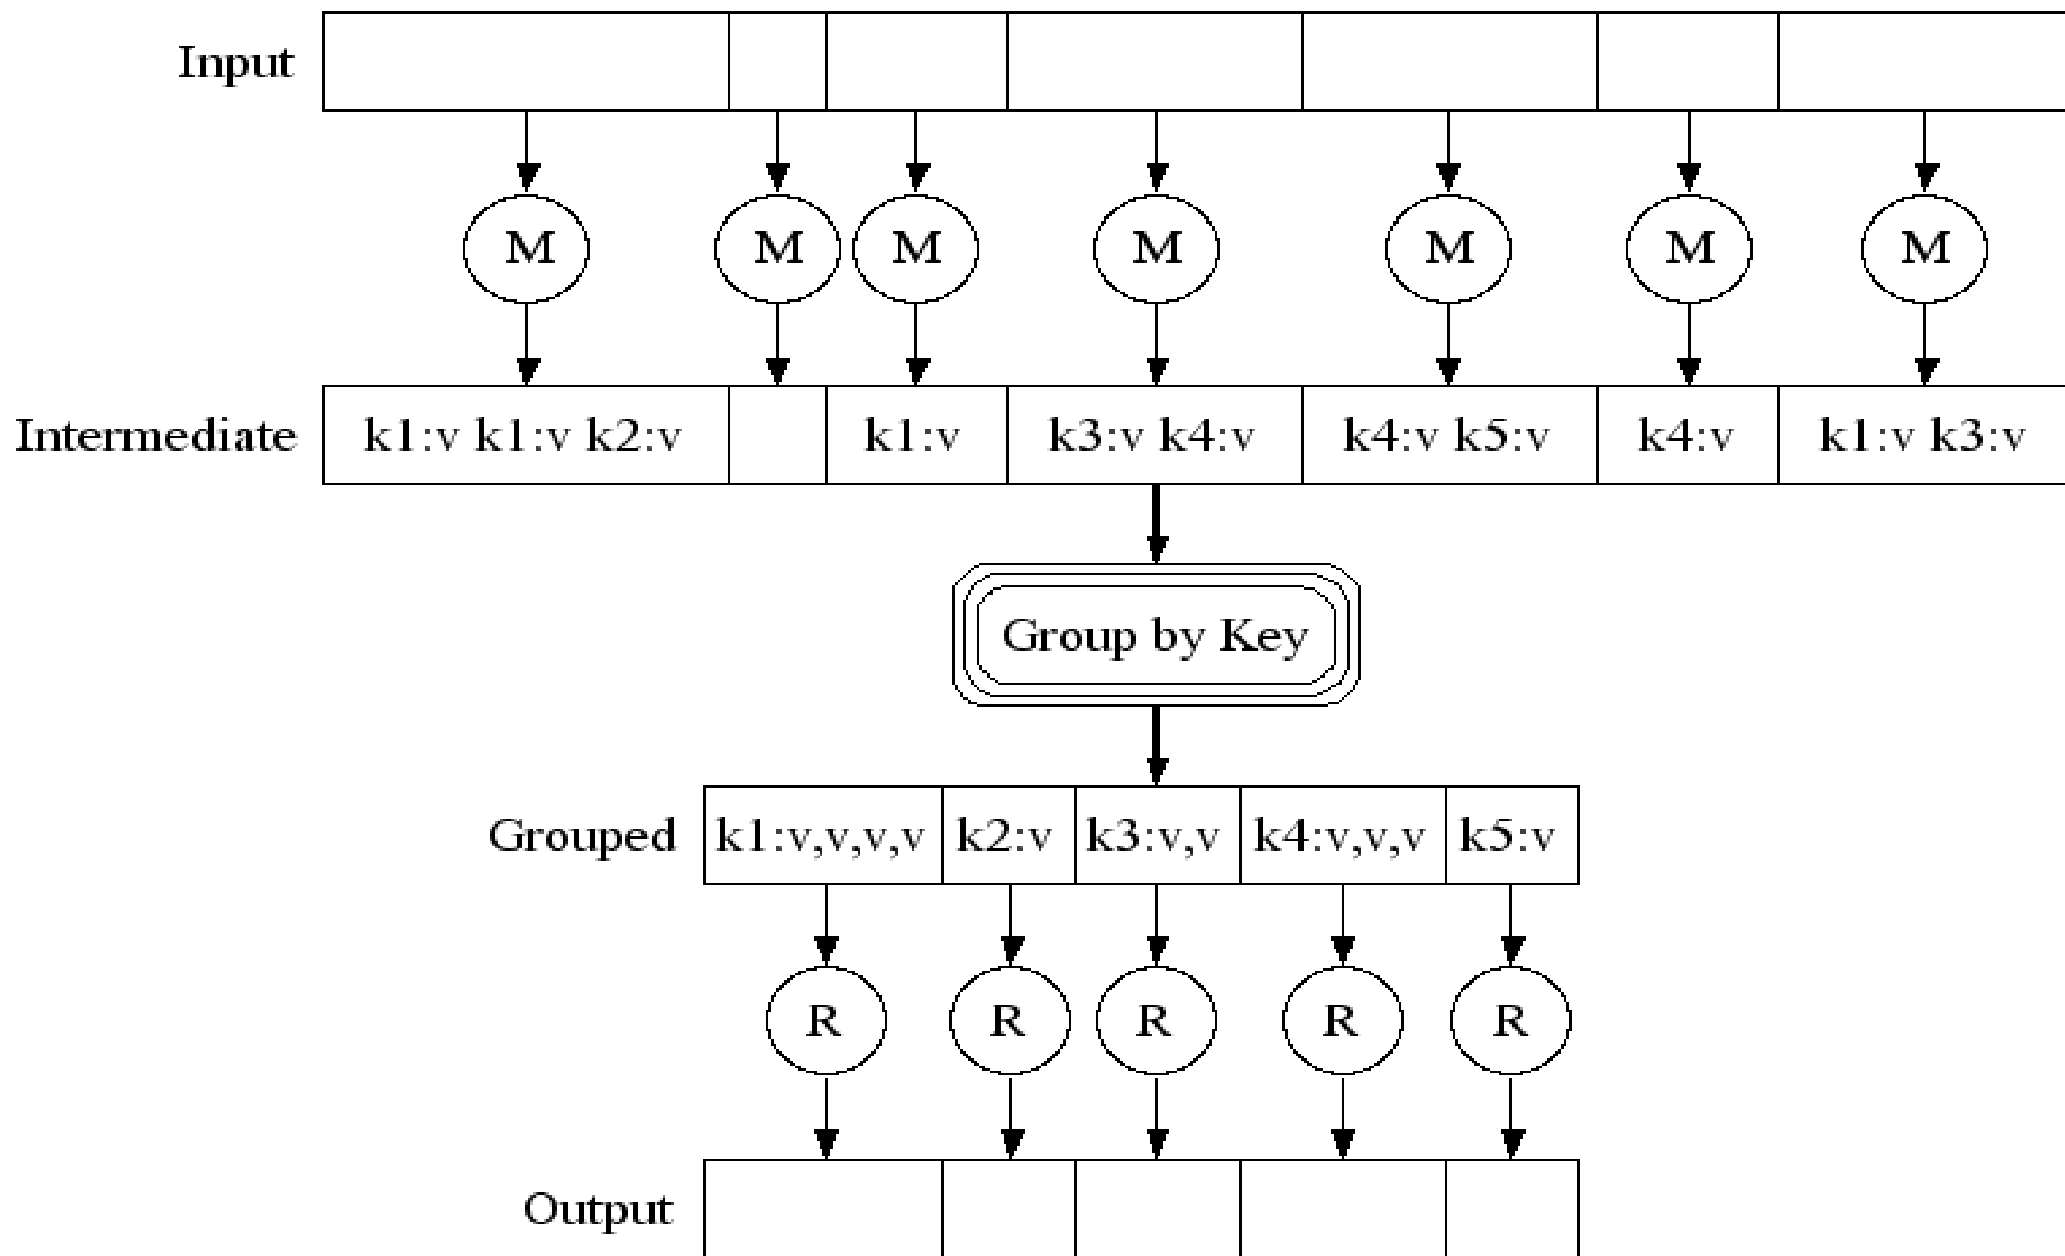 Input
M M M M M M M
Intermediate k1:v k1:v k2:v k1:v k3:v k4:v k4:v k5:v k4:v k1:v k3:v
Group by Key
Grouped k1:v,v,v,v k2:v k3:v,v k4:v,v,v k5:v
R R R R R
Output